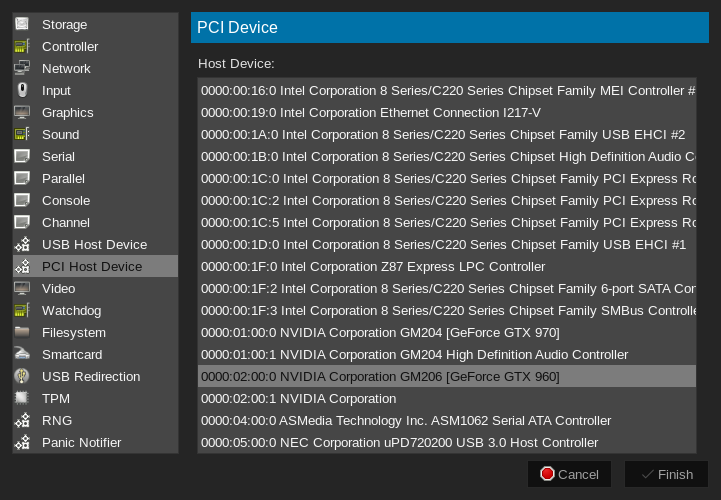 Storage
Controller
Network
Input
Graphics
Sound
Serial
Parallel
Console
Channel
USB Host Device
PCI Host Device
Video
Watchdog
Filesystem
Smartcard
USB Redirection
TPM
RNG
Panic Notifier
PCI Device
Host Device:
0000:00:16:0 Intel Corporation 8 Series/C220 Series Chipset Family MEI Controller #
0000:00:19:0 Intel Corporation Ethernet Connection I217-V
0000:00:1A:0 Intel Corporation 8 Series/C220 Series Chipset Family USB EHCI #2
0000:00:1B:0 Intel Corporation 8 Series/C220 Series Chipset High Definition Audio
0000:00:1C:0 Intel Corporation 8 Series/C220 Series Chipset Family PCI Express
0000:00:1C:2 Intel Corporation 8 Series/C220 Series Chipset Family PCI Express
0000:00:1C:5 Intel Corporation 8 Series/C220 Series Chipset Family PCI Express
0000:00:1D:0 Intel Corporation 8 Series/C220 Series Chipset Family USB EHCI #1
0000:00:1F:0 Intel Corporation Z87 Express LPC Controller
0000:00:1F:2 Intel Corporation 8 Series/C220 Series Chipset Family 6-port SATA
0000:00:1F:3 Intel Corporation 8 Series/C220 Series Chipset Family SMBus
0000:01:00:0 NVIDIA Corporation GM204 [GeForce GTX 970]
0000:01:00:1 NVIDIA Corporation GM204 High Definition Audio Controller
0000:02:00:0 NVIDIA Corporation GM206 [GeForce GTX 960]
0000:02:00:1 NVIDIA Corporation
0000:04:00:0 ASMedia Technology Inc. ASM1062 Serial ATA Controller
0000:05:00:0 NEC Corporation uPD720200 USB 3.0 Host Controller
Cancel
Finish